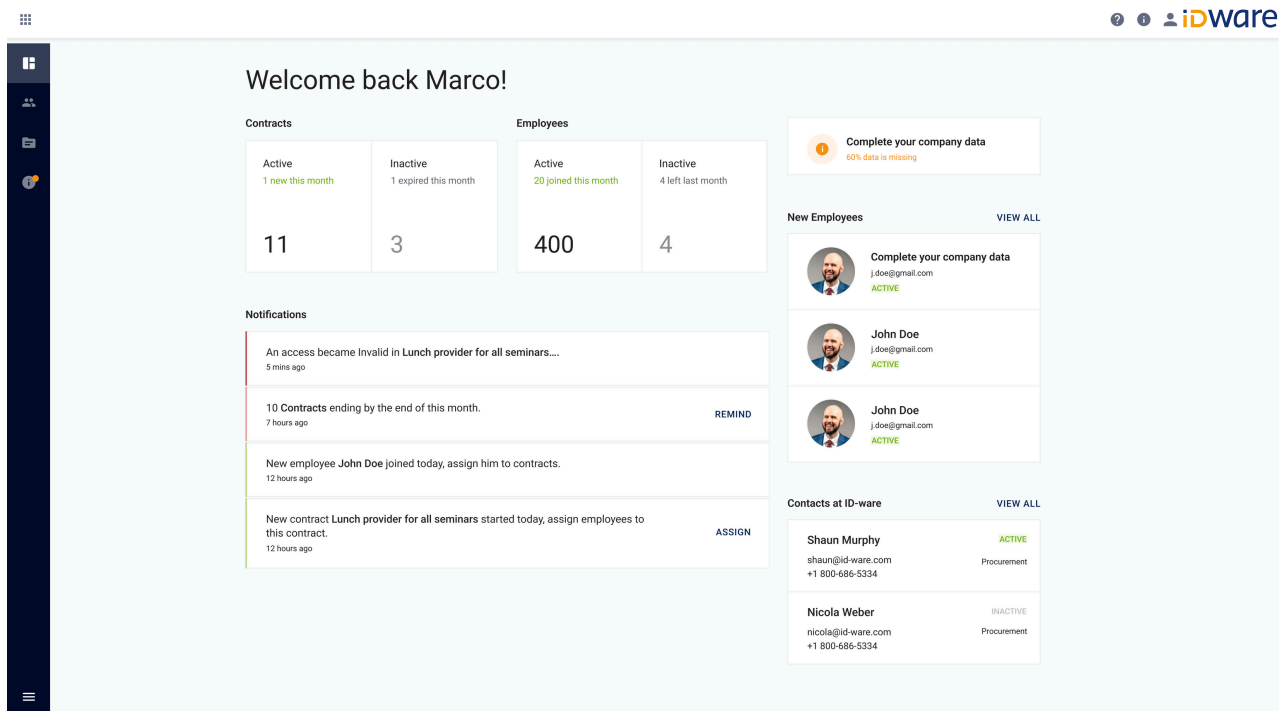 iDware
Welcome back Marco!
Contracts
Active
1 new this month
11
Inactive
1 expired this month
3
Employees
Active
20 joined this month
400
Inactive
4 left last month
4
Complete your company data
60% data is missing
Notifications
An access became Invalid in Lunch provider for all seminars....
5 mins ago
10 Contracts ending by the end of this month.
7 hours ago
REMIND
New employee John Doe joined today, assign him to contracts.
12 hours ago
New contract Lunch provider for all seminars started today, assign employees to
this contract.
12 hours ago
ASSIGN
New Employees
VIEW ALL
Complete your company data
j.doe@gmail.com
ACTIVE
John Doe
j.doe@gmail.com
ACTIVE
John Doe
j.doe@gmail.com
ACTIVE
Contacts at ID-ware
VIEW ALL
Shaun Murphy
ACTIVE
shaun@id-ware.com
Procurement
+1 800-686-5334
Nicola Weber
INACTIVE
nicola@id-ware.com
Procurement
+1 800-686-5334